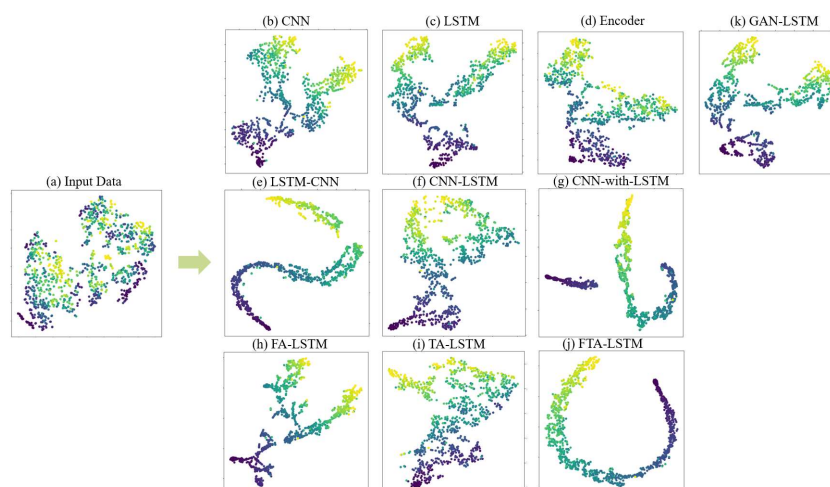 (b) CNN
(c) LSTM
(d) Encoder
(k) GAN-LSTM
(a) Input Data
(e) LSTM-CNN
(f) CNN-LSTM
(g) CNN-with-LSTM
(h) FA-LSTM
(i) TA-LSTM
(j) FTA-LSTM